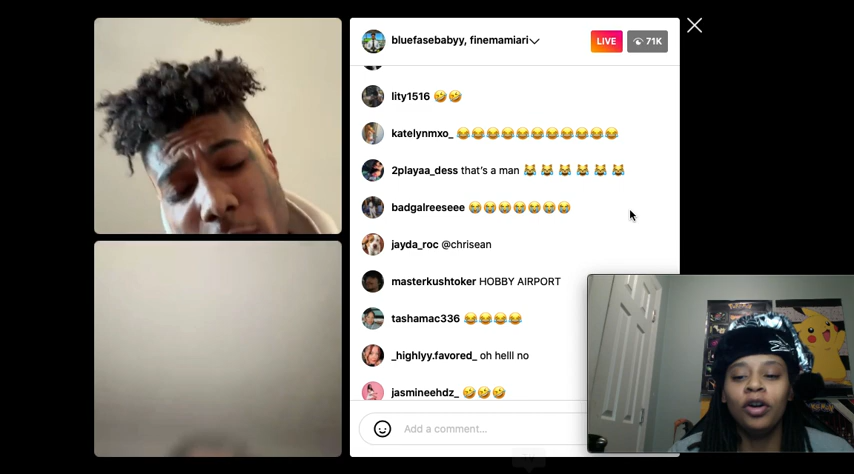 bluefasebabyy, finemamiari
LIVE
71K
lity1516 🤣🤣
katelynmxo_ 😂😂😂😂😂😂😂😂😂😂😂
2playaa_dess that's a man 😹 😹 😹 😹 😹 😹
badgalreeseee 😭😭😭😭😭😭😭
jayda_roc @chrisean
masterkushtoker HOBBY AIRPORT
tashamac336 😂😂😂😂
_highlyy.favored_ oh helll no
jasmineehdz_ 🤣🤣🤣
Add a comment...